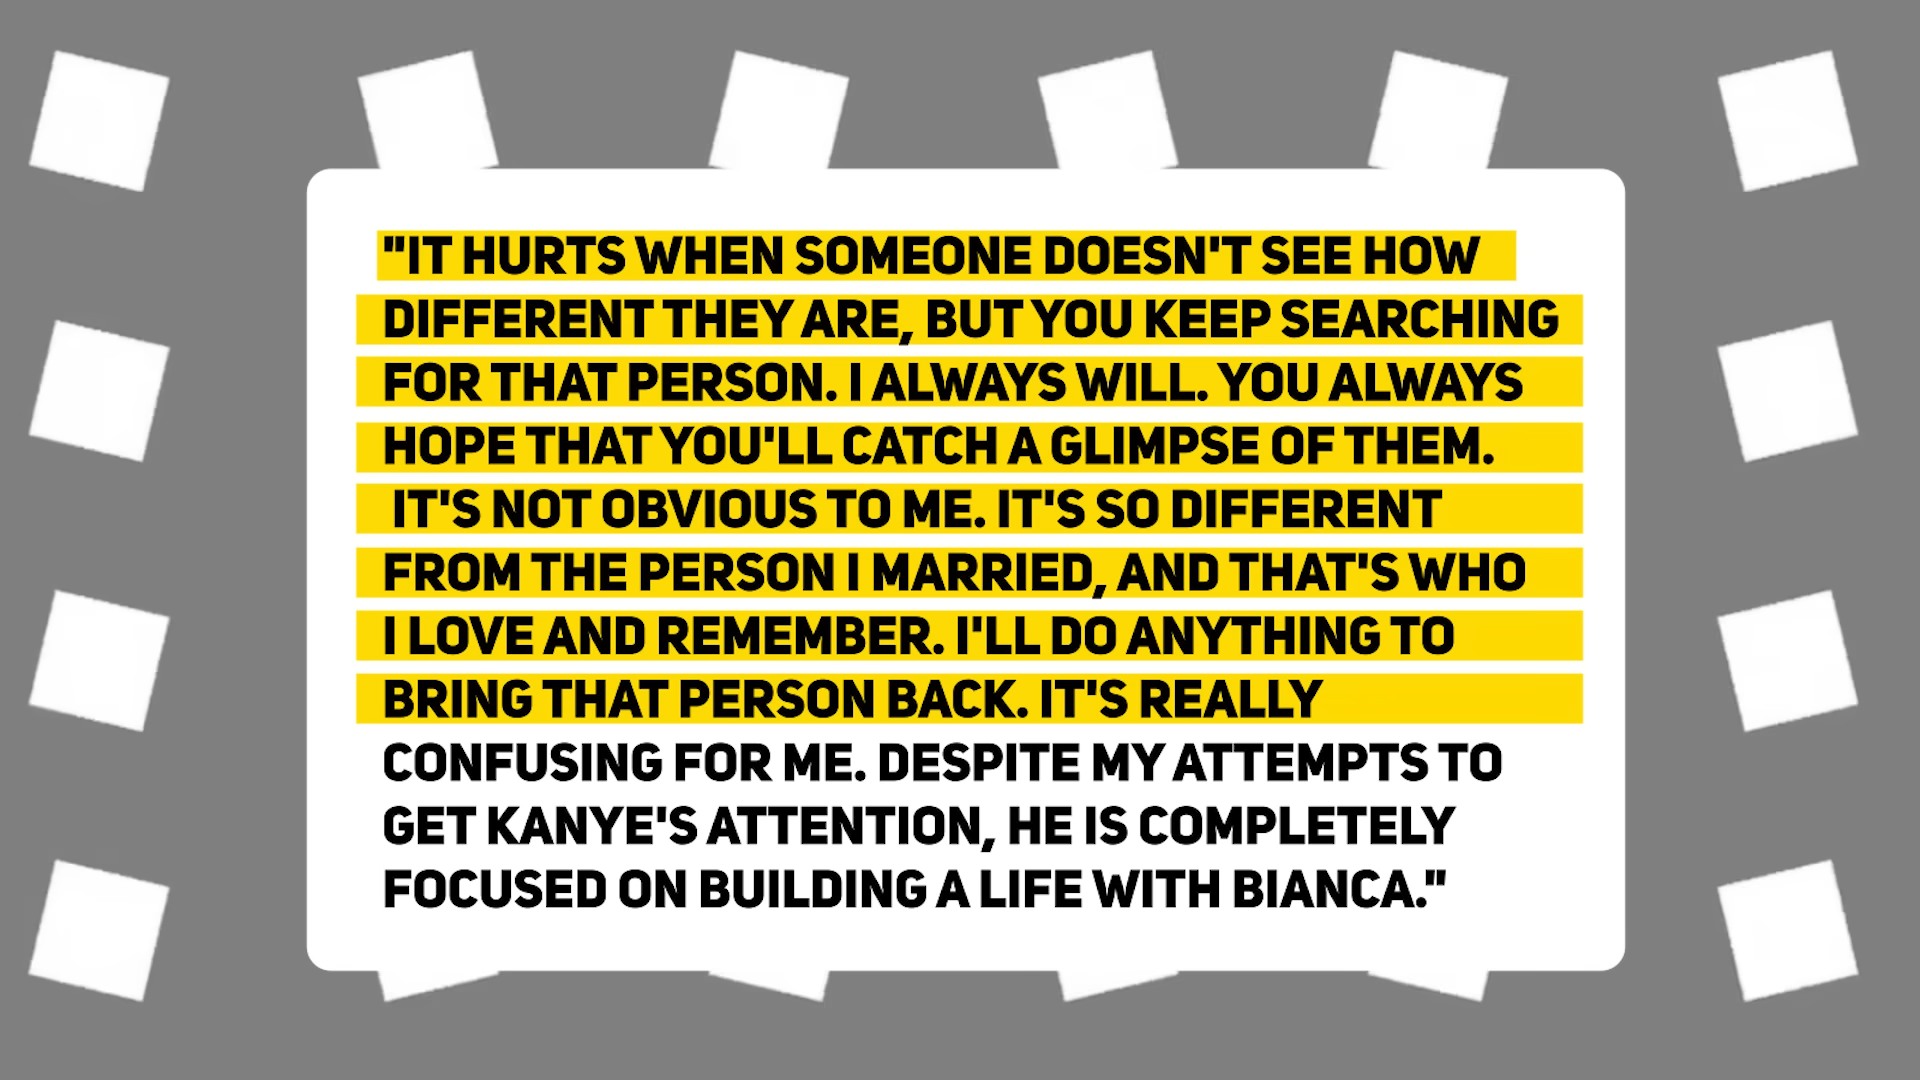 "IT HURTS WHEN SOMEONE DOESN'T SEE HOW
DIFFERENT THEY ARE, BUT YOU KEEP SEARCHING
FOR THAT PERSON. I ALWAYS WILL. YOU ALWAYS
HOPE THAT YOU'LL CATCH A GLIMPSE OF THEM.
IT'S NOT OBVIOUS TO ME. IT'S SO DIFFERENT
FROM THE PERSON I MARRIED, AND THAT'S WHO
I LOVE AND REMEMBER. I'LL DO ANYTHING TO
BRING THAT PERSON BACK. IT'S REALLY
CONFUSING FOR ME. DESPITE MY ATTEMPTS TO
GET KANYE'S ATTENTION, HE IS COMPLETELY
FOCUSED ON BUILDING A LIFE WITH BIANCA."